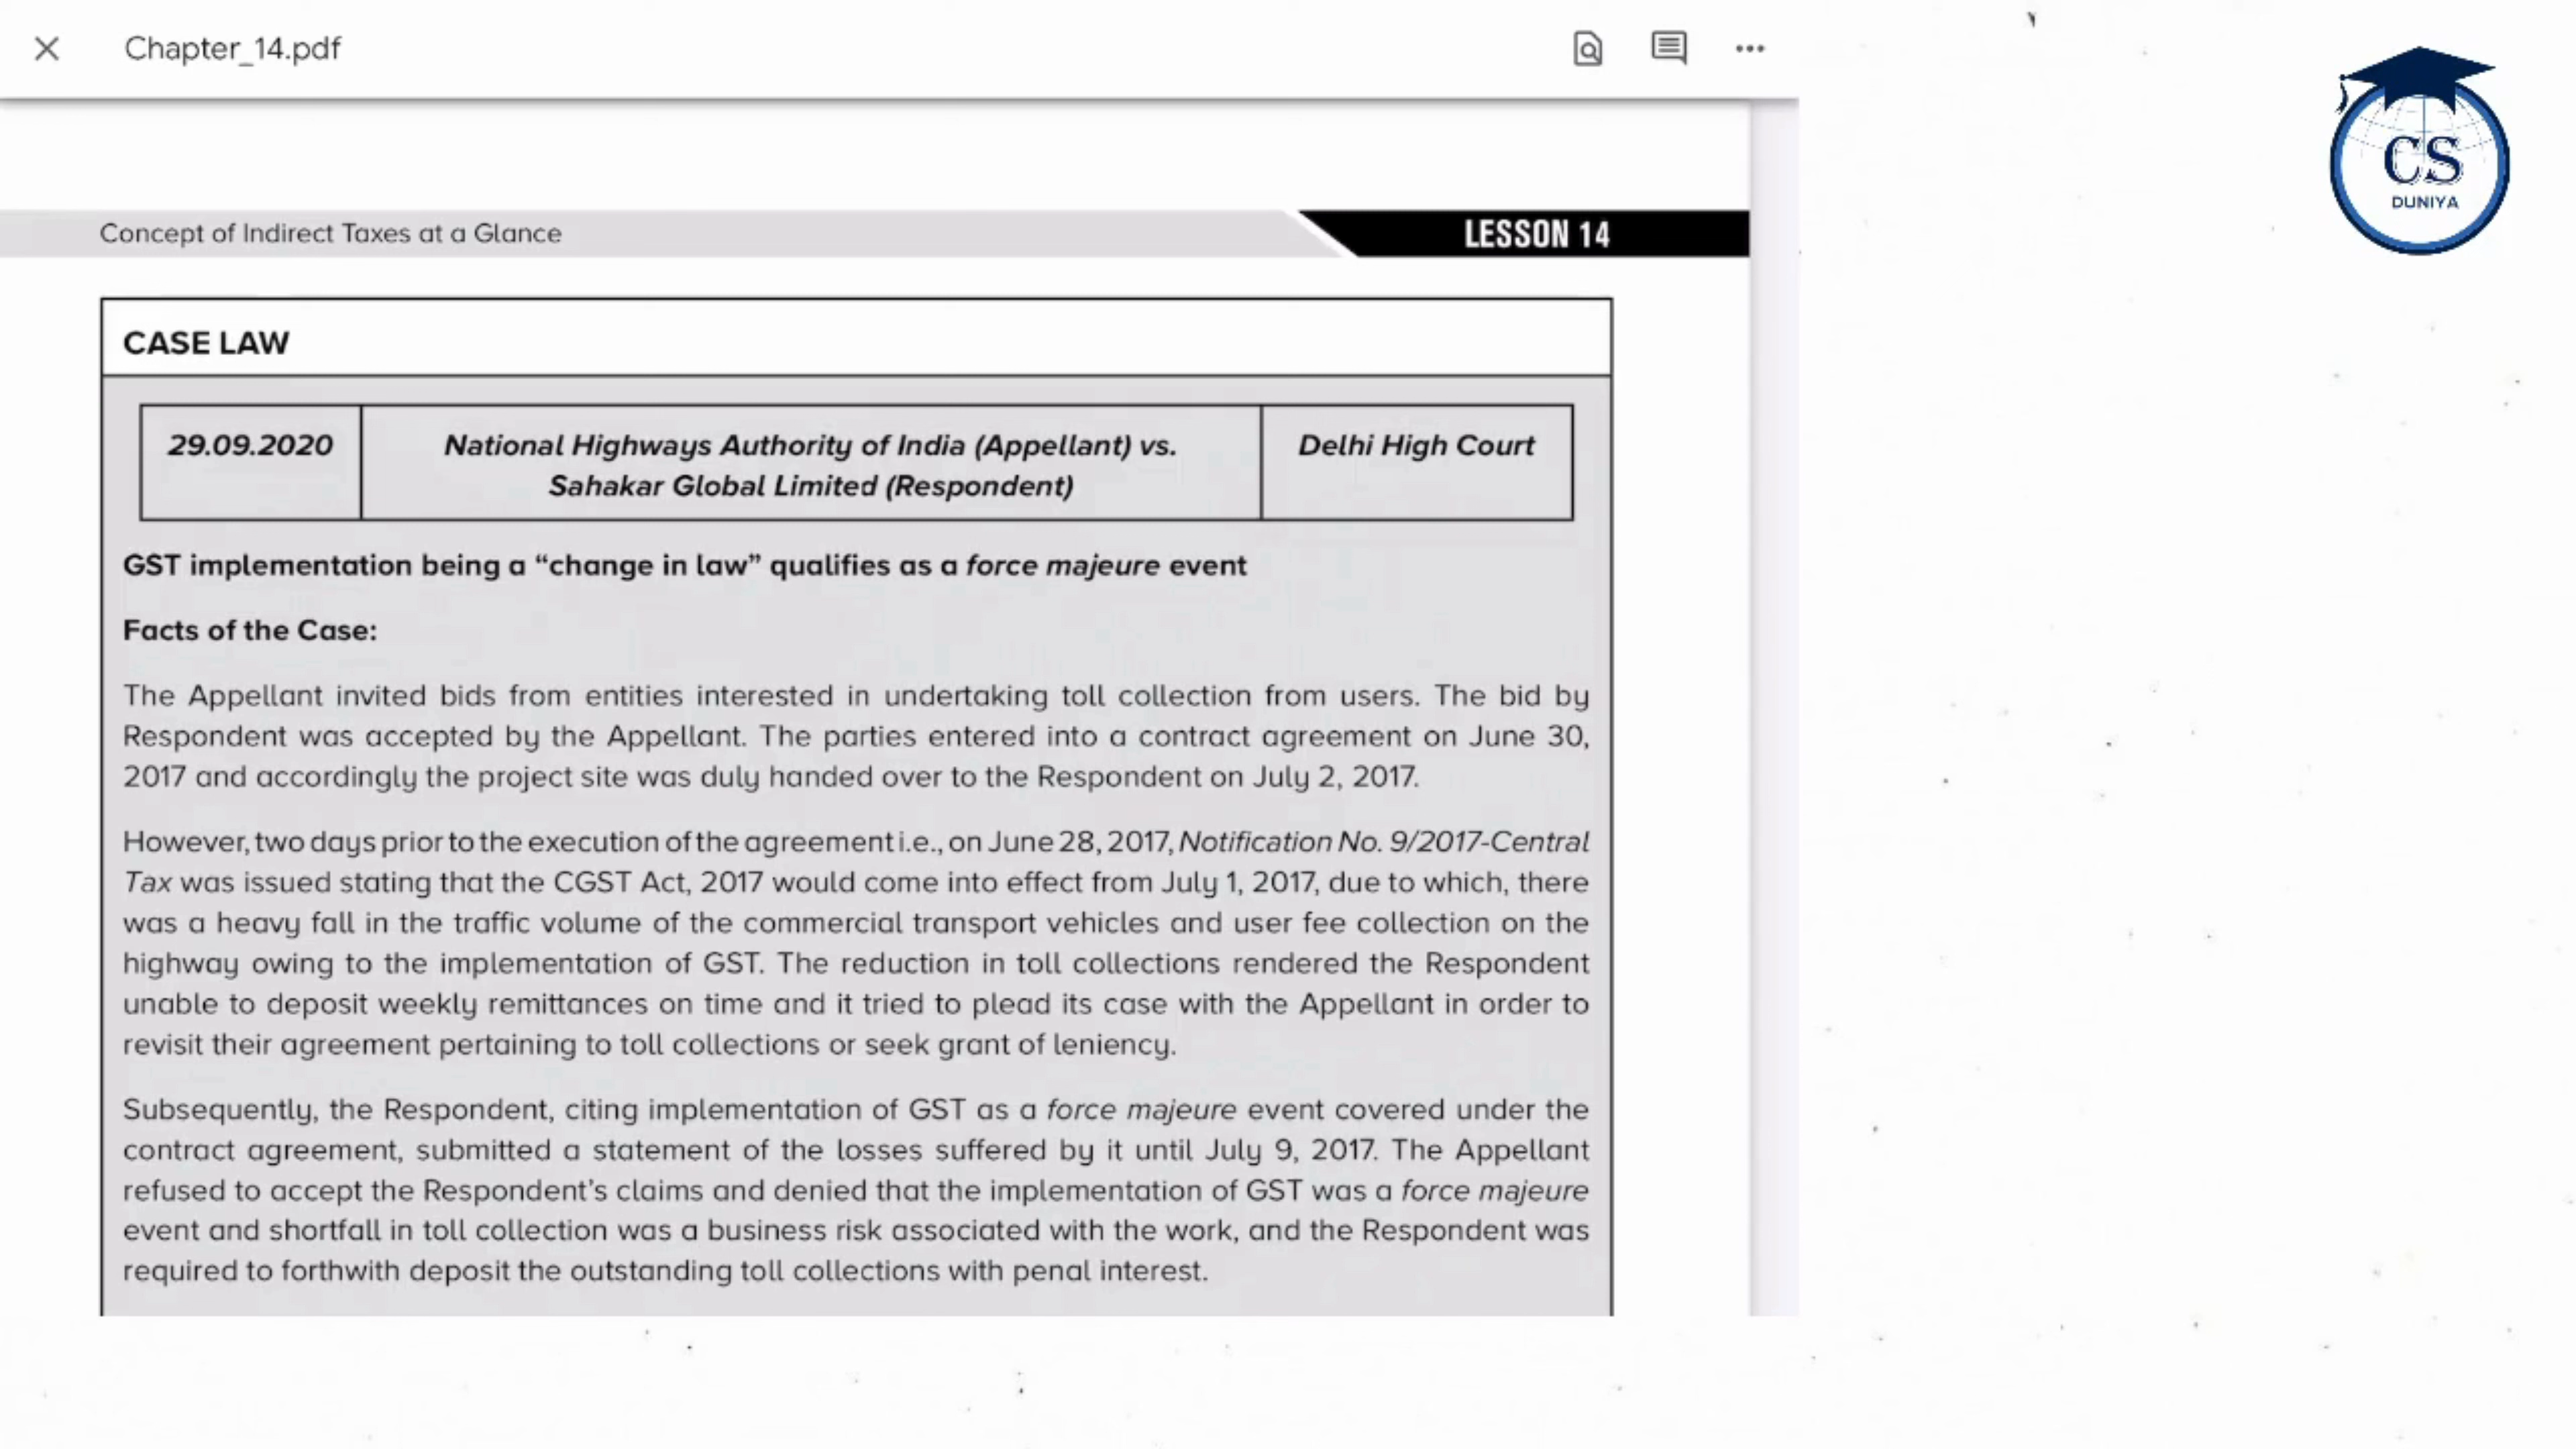 Chapter_14.pdf
CS
DUNIYA
Concept of Indirect Taxes at a Glance
LESSON 14
CASE LAW
29.09.2020
National Highways Authority of India (Appellant) vs.
Sahakar Global Limited (Respondent)
Delhi High Court
GST implementation being a “change in law” qualifies as a force majeure event
Facts of the Case:
The Appellant invited bids from entities interested in undertaking toll collection from users. The bid by
Respondent was accepted by the Appellant. The parties entered into a contract agreement on June 30,
2017 and accordingly the project site was duly handed over to the Respondent on July 2, 2017.
However, two days prior to the execution of the agreement i.e., on June 28, 2017, Notification No. 9/2017-Central
Tax was issued stating that the CGST Act, 2017 would come into effect from July 1, 2017, due to which, there
was a heavy fall in the traffic volume of the commercial transport vehicles and user fee collection on the
highway owing to the implementation of GST. The reduction in toll collections rendered the Respondent
unable to deposit weekly remittances on time and it tried to plead its case with the Appellant in order to
revisit their agreement pertaining to toll collections or seek grant of leniency.
Subsequently, the Respondent, citing implementation of GST as a force majeure event covered under the
contract agreement, submitted a statement of the losses suffered by it until July 9, 2017. The Appellant
refused to accept the Respondent’s claims and denied that the implementation of GST was a force majeure
event and shortfall in toll collection was a business risk associated with the work, and the Respondent was
required to forthwith deposit the outstanding toll collections with penal interest.